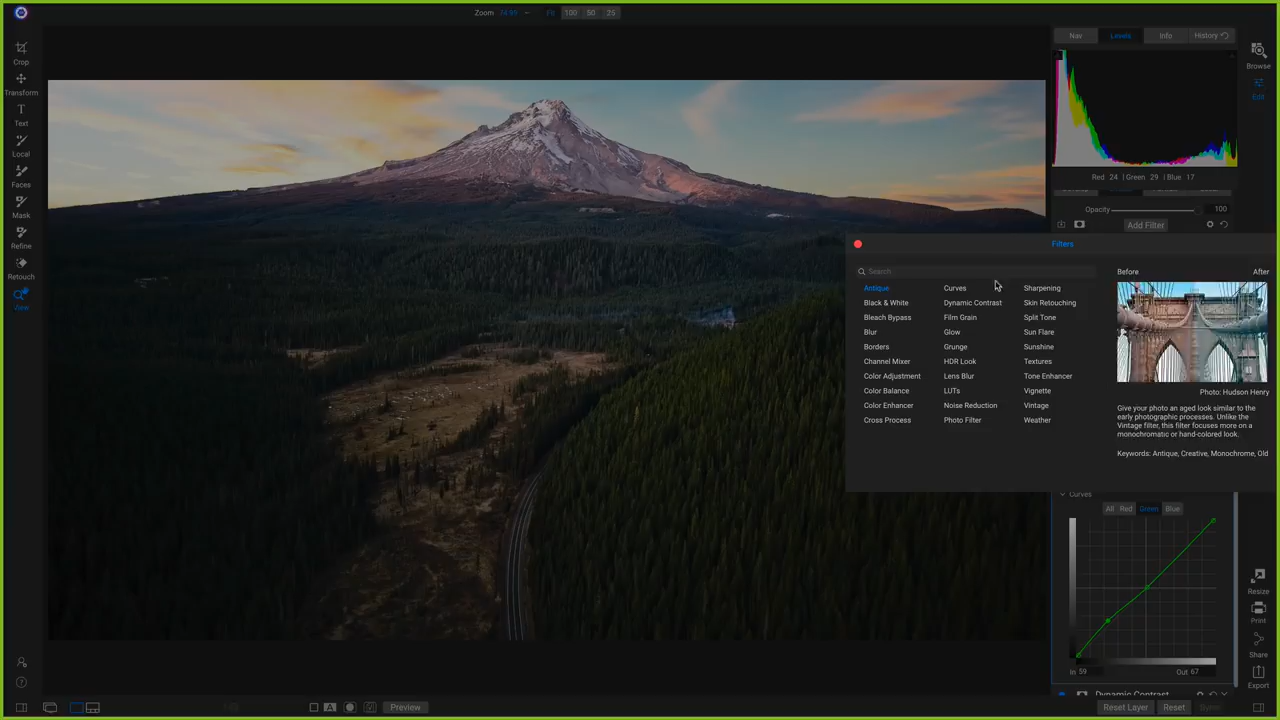 Zoom 74.99 Fit 100 50 25
Nav Levels Info History
Crop
Transform
Text
Local
Faces
Mask
Refine
Retouch
View
Browse
Edit
Red 24 | Green 29 | Blue 17
Opacity 100
Add Filter
Filters
Search
Antique
Black & White
Bleach Bypass
Blur
Borders
Channel Mixer
Color Adjustment
Color Balance
Color Enhancer
Cross Process
Curves
Dynamic Contrast
Film Grain
Glow
Grunge
HDR Look
Lens Blur
LUTs
Noise Reduction
Photo Filter
Sharpening
Skin Retouching
Split Tone
Sun Flare
Sunshine
Textures
Tone Enhancer
Vignette
Vintage
Weather
Before After
Photo: Hudson Henry
Give your photo an aged look similar to the
early photographic processes. Unlike the
Vintage filter, this filter focuses more on a
monochromatic or hand-colored look.
Keywords: Antique, Creative, Monochrome, Old
Curves
All Red Green Blue
In 59 Out 67
Dynamic Contrast
Resize
Print
Share
Export
A Preview
Reset Layer Reset Sync